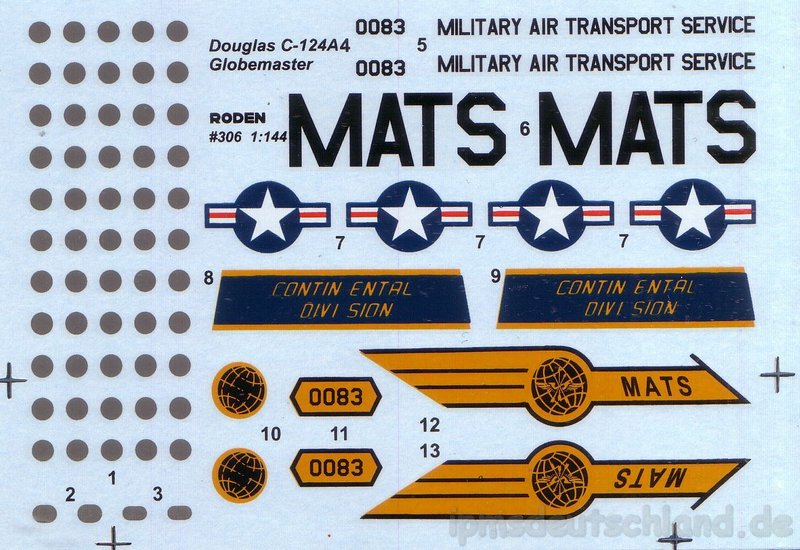 0083 MILITARY AIR TRANSPORT SERVICE
Douglas C-124A 4 5
Globemaster 0083 MILITARY AIR TRANSPORT SERVICE
RODEN
#306 1:144
MATS 6 MATS
7 7 7
8 9
CONTIN ENTAL CONTIN ENTAL
DIVI SION DIVI SION
MATS
0083
10 11 12
13
0083
MATS
1
2 3
ipmsdeutschland.de